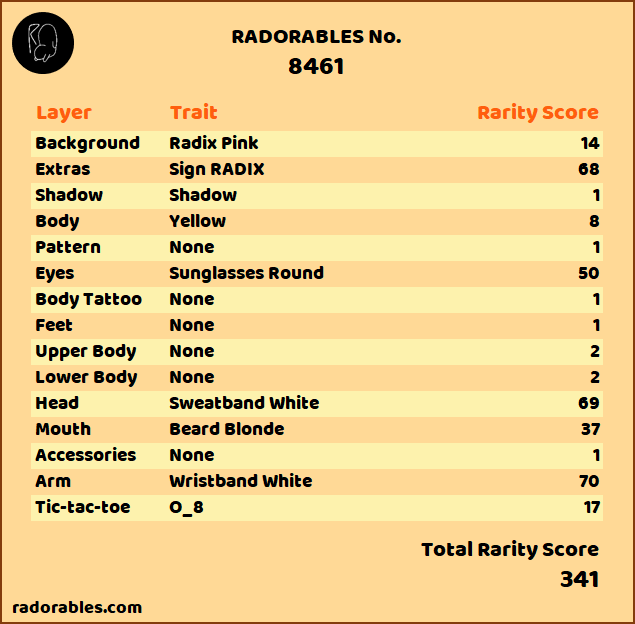 RADORABLES No.
8461
Layer Trait Rarity Score
Background Radix Pink 14
Extras Sign RADIX 68
Shadow Shadow 1
Body Yellow 8
Pattern None 1
Eyes Sunglasses Round 50
Body Tattoo None 1
Feet None 1
Upper Body None 2
Lower Body None 2
Head Sweatband White 69
Mouth Beard Blonde 37
Accessories None 1
Arm Wristband White 70
Tic-tac-toe O_8 17
Total Rarity Score
341
radorables.com